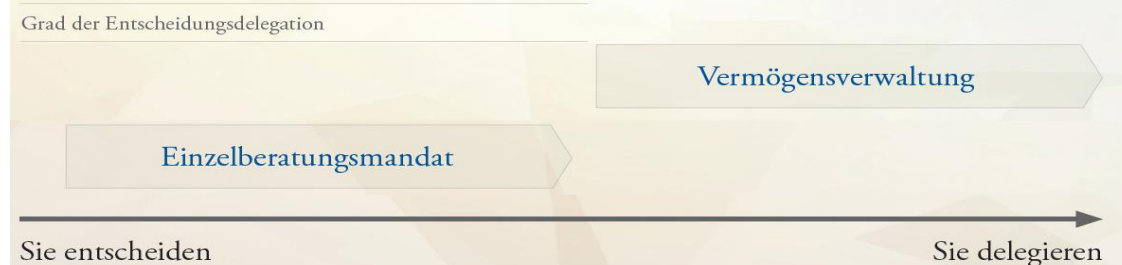 Grad der Entscheidungsdelegation
Vermögensverwaltung
Einzelberatungsmandat
Sie entscheiden
Sie delegieren